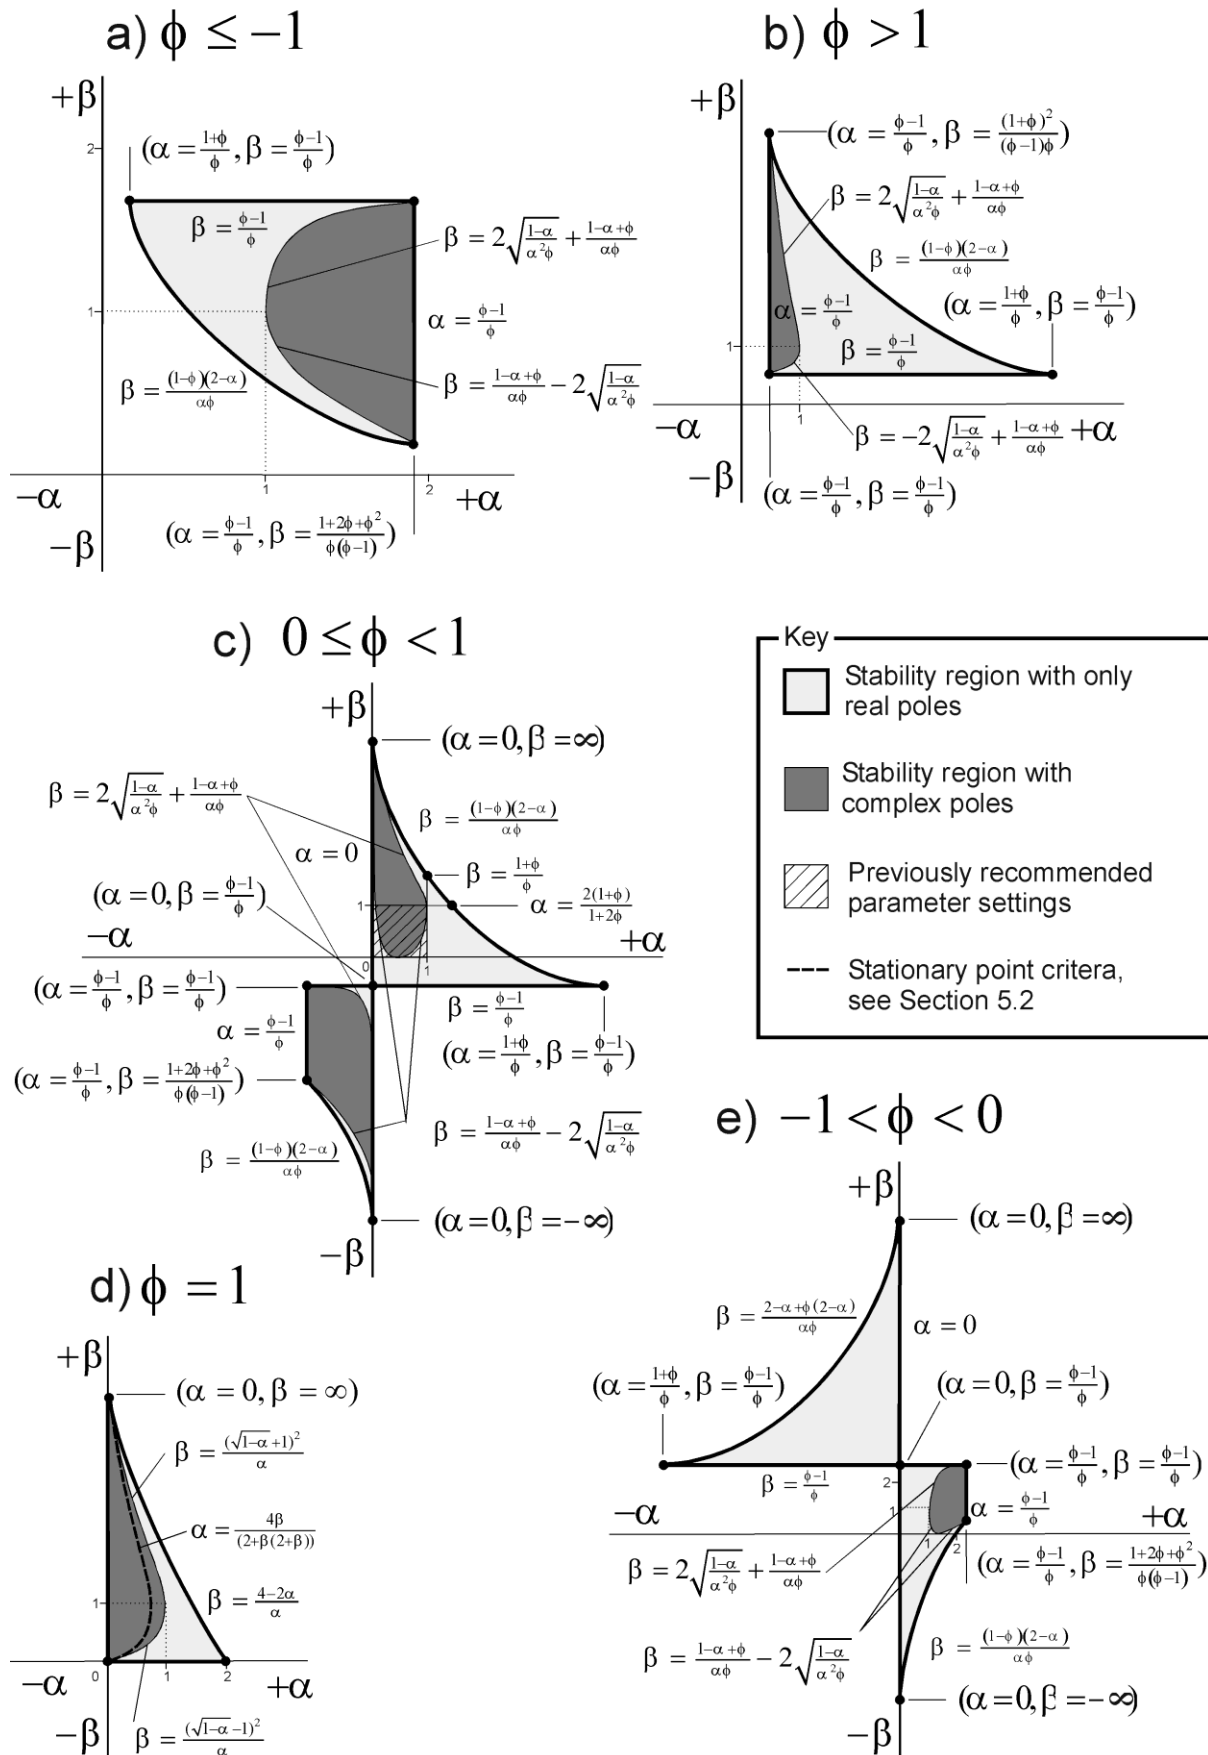 a) ϕ ≤ −1
+β
2
(α = (1+ϕ)/ϕ, β = (ϕ−1)/ϕ)
β = (ϕ−1)/ϕ
β = 2√((1−α)/(α²ϕ)) + (1−α+ϕ)/(αϕ)
1
α = (ϕ−1)/ϕ
β = (1−ϕ)(2−α)/(αϕ)
β = (1−α+ϕ)/(αϕ) − 2√((1−α)/(α²ϕ))
−α
1
2
+α
−β
(α = (ϕ−1)/ϕ, β = (1+2ϕ+ϕ²)/(ϕ(ϕ−1)))
b) ϕ > 1
+β
(α = (ϕ−1)/ϕ, β = (1+ϕ)²/((ϕ−1)ϕ))
β = 2√((1−α)/(α²ϕ)) + (1−α+ϕ)/(αϕ)
β = (1−ϕ)(2−α)/(αϕ)
(α = (1+ϕ)/ϕ, β = (ϕ−1)/ϕ)
α = (ϕ−1)/ϕ
1
β = (ϕ−1)/ϕ
−α
1
β = −2√((1−α)/(α²ϕ)) + (1−α+ϕ)/(αϕ)
+α
−β
(α = (ϕ−1)/ϕ, β = (ϕ−1)/ϕ)
c) 0 ≤ ϕ < 1
+β
(α = 0, β = ∞)
β = 2√((1−α)/(α²ϕ)) + (1−α+ϕ)/(αϕ)
β = (1−ϕ)(2−α)/(αϕ)
α = 0
β = (1+ϕ)/ϕ
(α = 0, β = (ϕ−1)/ϕ)
1
α = 2(1+ϕ)/(1+2ϕ)
−α
+α
0
1
(α = (ϕ−1)/ϕ, β = (ϕ−1)/ϕ)
β = (ϕ−1)/ϕ
α = (ϕ−1)/ϕ
(α = (1+ϕ)/ϕ, β = (ϕ−1)/ϕ)
(α = (ϕ−1)/ϕ, β = (1+2ϕ+ϕ²)/(ϕ(ϕ−1)))
β = (1−α+ϕ)/(αϕ) − 2√((1−α)/(α²ϕ))
β = (1−ϕ)(2−α)/(αϕ)
(α = 0, β = −∞)
−β
Key
Stability region with only
real poles
Stability region with
complex poles
Previously recommended
parameter settings
Stationary point critera,
see Section 5.2
d) ϕ = 1
+β
(α = 0, β = ∞)
β = (√(1−α)+1)²/α
α = 4β/(2+β(2+β))
1
β = (4−2α)/α
0
1
2
−α
+α
−β
β = (√(1−α)−1)²/α
e) −1 < ϕ < 0
+β
(α = 0, β = ∞)
β = (2−α+ϕ(2−α))/(αϕ)
α = 0
(α = (1+ϕ)/ϕ, β = (ϕ−1)/ϕ)
(α = 0, β = (ϕ−1)/ϕ)
β = (ϕ−1)/ϕ
2
(α = (ϕ−1)/ϕ, β = (ϕ−1)/ϕ)
−α
1
α = (ϕ−1)/ϕ
+α
1
2
β = 2√((1−α)/(α²ϕ)) + (1−α+ϕ)/(αϕ)
(α = (ϕ−1)/ϕ, β = (1+2ϕ+ϕ²)/(ϕ(ϕ−1)))
β = (1−α+ϕ)/(αϕ) − 2√((1−α)/(α²ϕ))
β = (1−ϕ)(2−α)/(αϕ)
(α = 0, β = −∞)
−β